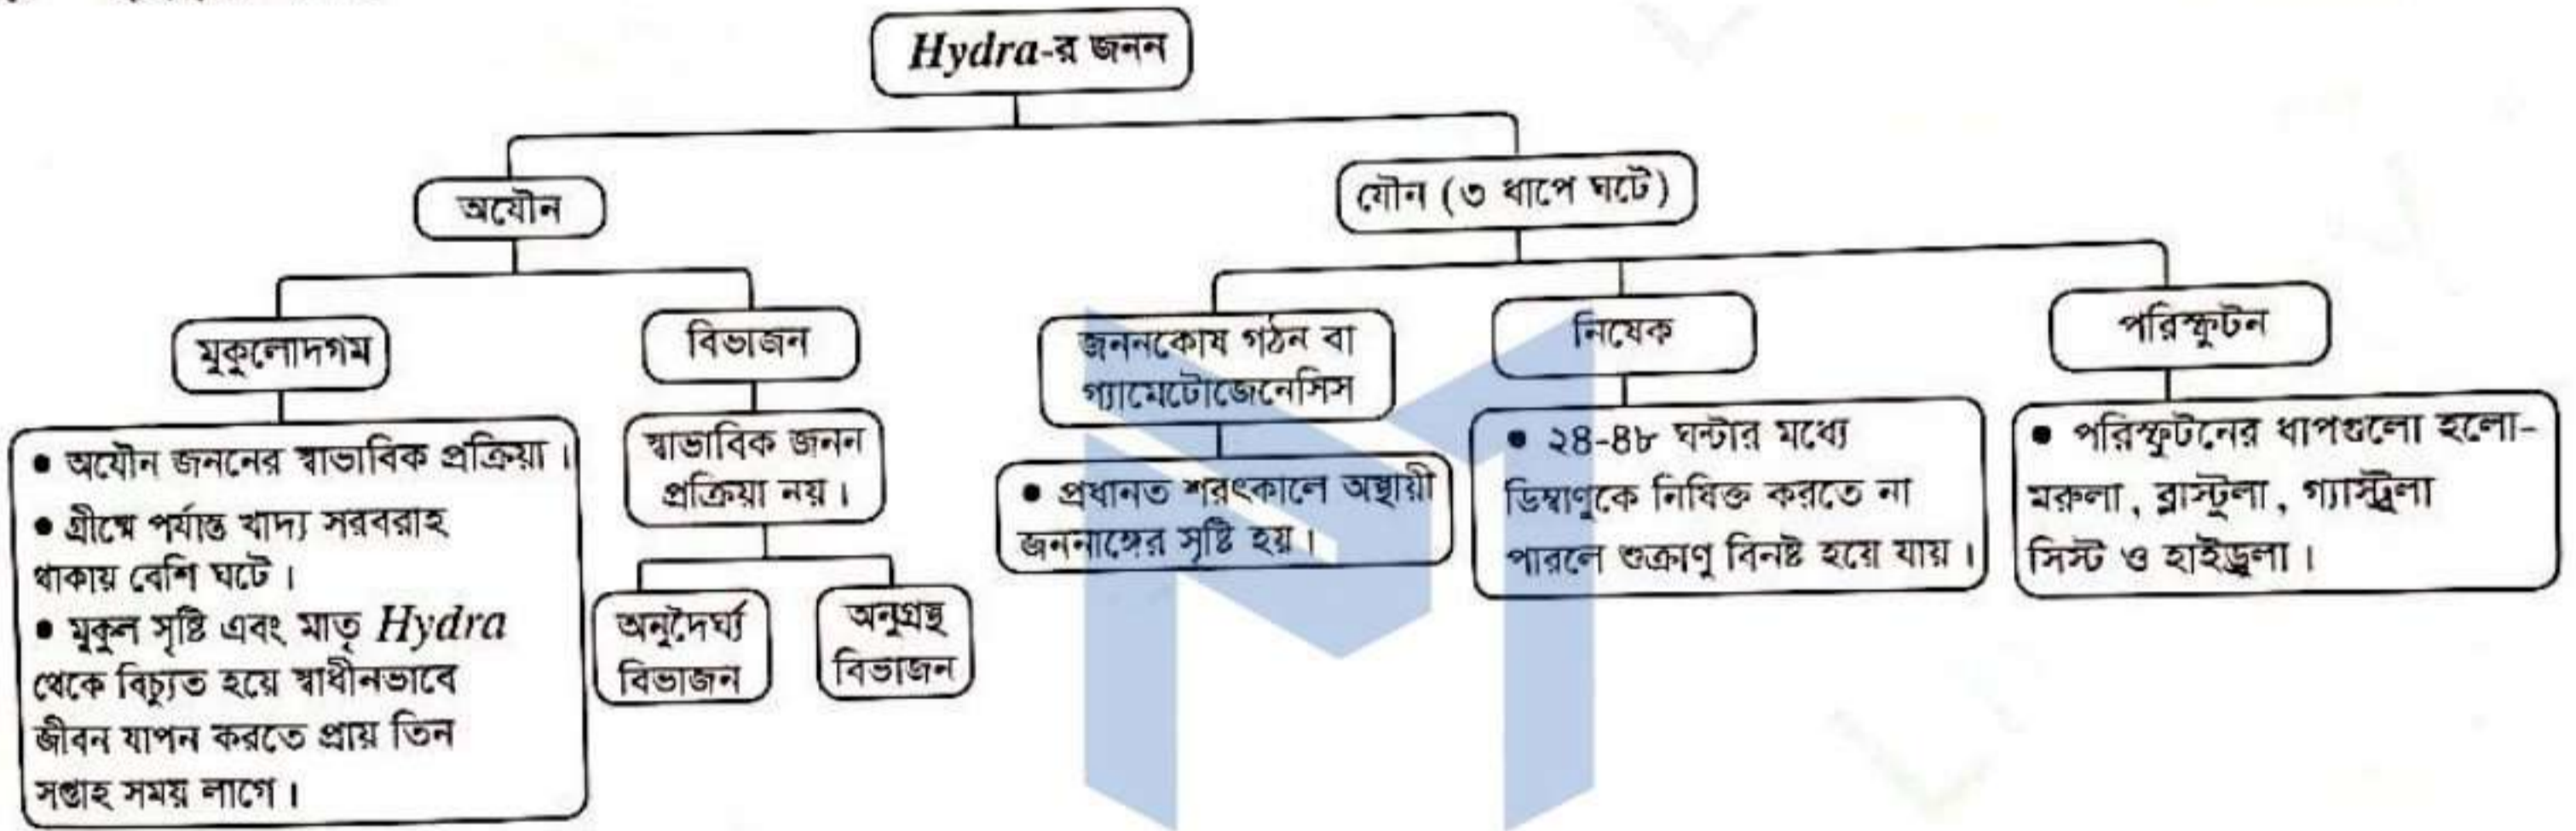 Hydra-র জনন
অযৌন
যৌন (৩ ধাপে ঘটে)
মুকুলোদগম
বিভাজন
জননকোষ গঠন বা
গ্যামেটোজেনেসিস
নিষেক
পরিস্ফুটন
• অযৌন জননের স্বাভাবিক প্রক্রিয়া।
• গ্রীষ্মে পর্যাপ্ত খাদ্য সরবরাহ
থাকায় বেশি ঘটে।
• মুকুল সৃষ্টি এবং মাতৃ Hydra
থেকে বিচ্যুত হয়ে স্বাধীনভাবে
জীবন যাপন করতে প্রায় তিন
সপ্তাহ সময় লাগে।
স্বাভাবিক জনন
প্রক্রিয়া নয়।
অনুদৈর্ঘ্য
বিভাজন
অনুপ্রস্থ
বিভাজন
• প্রধানত শরৎকালে অস্থায়ী
জননাঙ্গের সৃষ্টি হয়।
• ২৪-৪৮ ঘন্টার মধ্যে
ডিম্বাণুকে নিষিক্ত করতে না
পারলে শুক্রাণু বিনষ্ট হয়ে যায়।
• পরিস্ফুটনের ধাপগুলো হলো-
মরুলা, ব্লাস্টুলা, গ্যাস্ট্রুলা
সিস্ট ও হাইড্রুলা।